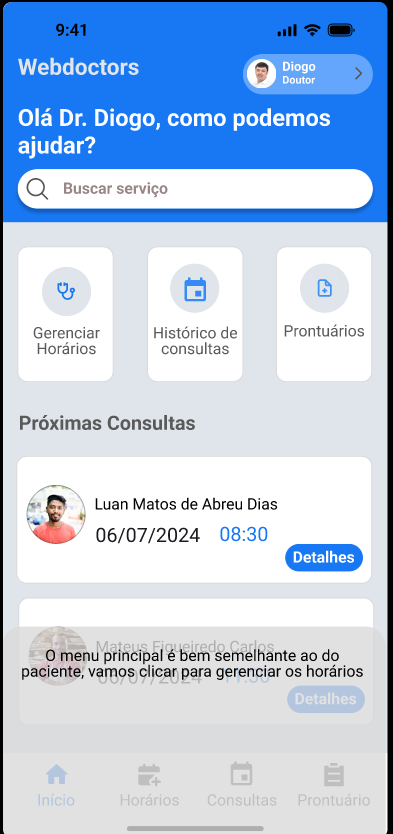 9:41
Webdoctors
Diogo
Doutor
Olá Dr. Diogo, como podemos
ajudar?
Buscar serviço
Gerenciar
Horários
Histórico de
consultas
Prontuários
Próximas Consultas
Luan Matos de Abreu Dias
06/07/2024 08:30
Detalhes
Mateus Figueiredo Carlos
O menu principal é bem semelhante ao do
paciente, vamos clicar para gerenciar os horários
06/07/2024 11:30
Detalhes
Início
Horários
Consultas
Prontuário